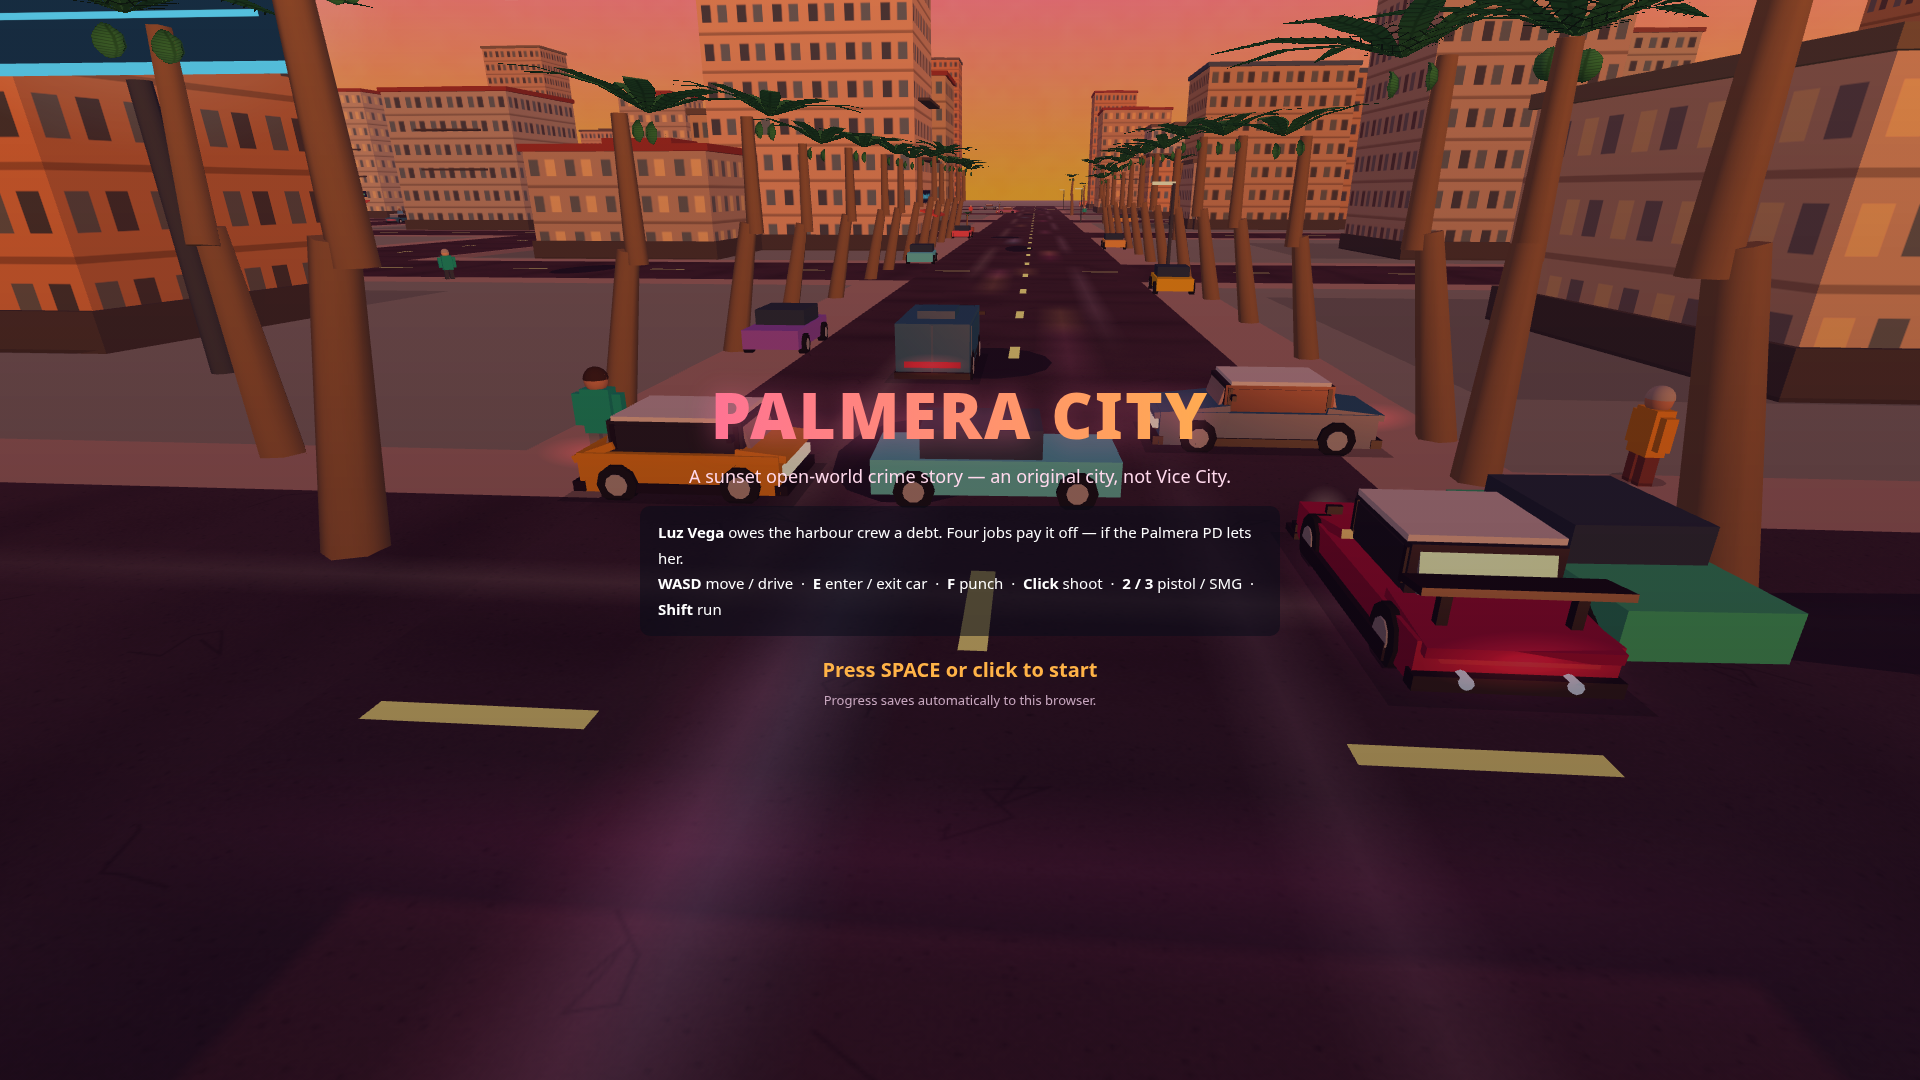 PALMERA CITY
A sunset open-world crime story — an original city, not Vice City.
Luz Vega owes the harbour crew a debt. Four jobs pay it off — if the Palmera PD lets
her.
WASD move / drive · E enter / exit car · F punch · Click shoot · 2 / 3 pistol / SMG ·
Shift run
Press SPACE or click to start
Progress saves automatically to this browser.